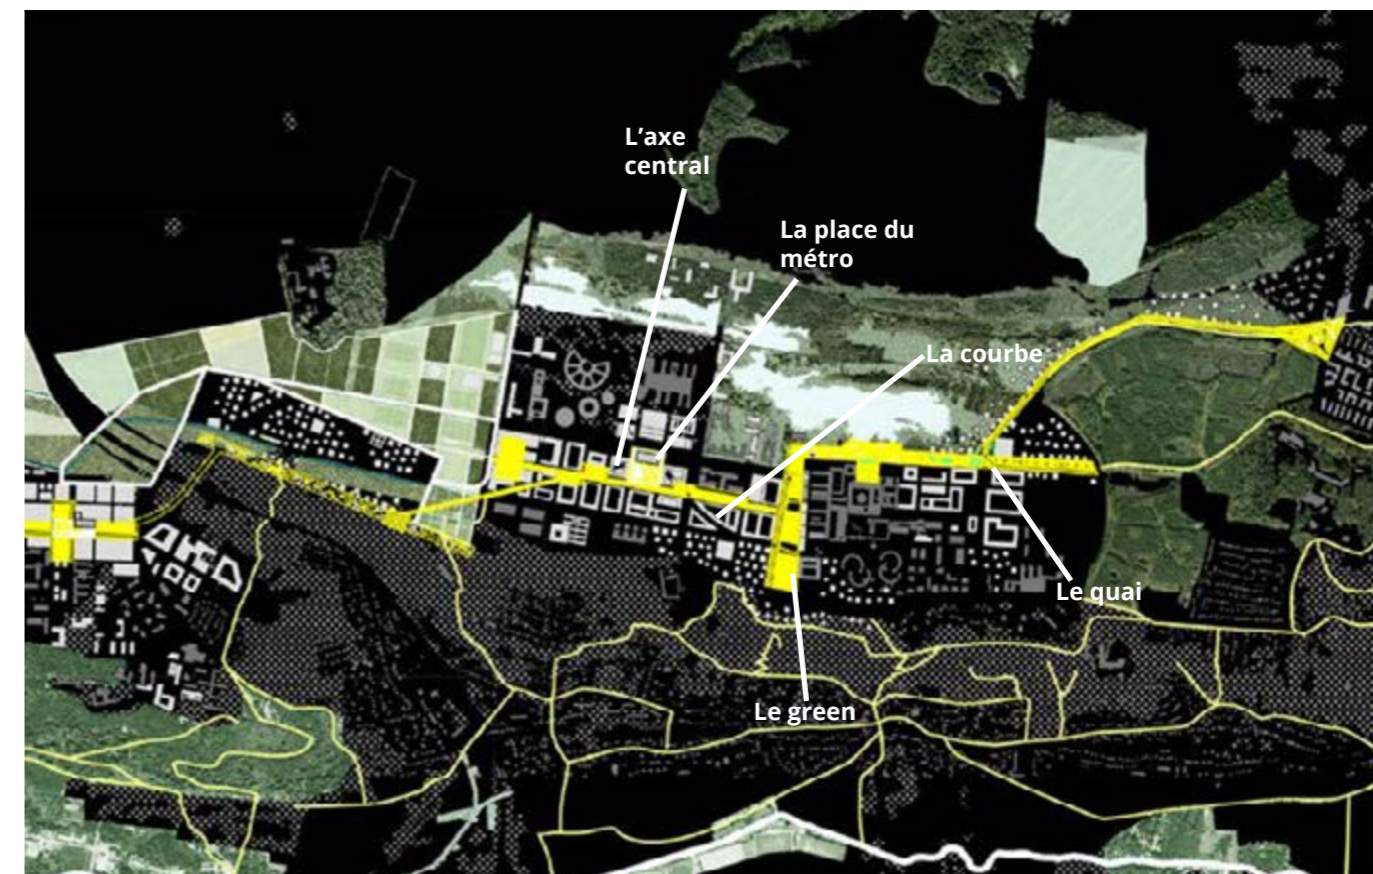 L’axe
central
La place du
métro
La courbe
Le quai
Le green